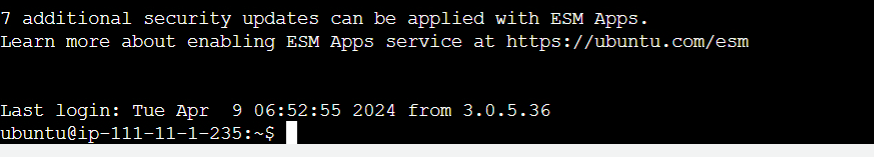 7 additional security updates can be applied with ESM Apps.
Learn more about enabling ESM Apps service at https://ubuntu.com/esm
Last login: Tue Apr  9 06:52:55 2024 from 3.0.5.36
ubuntu@ip-111-11-1-235:~$